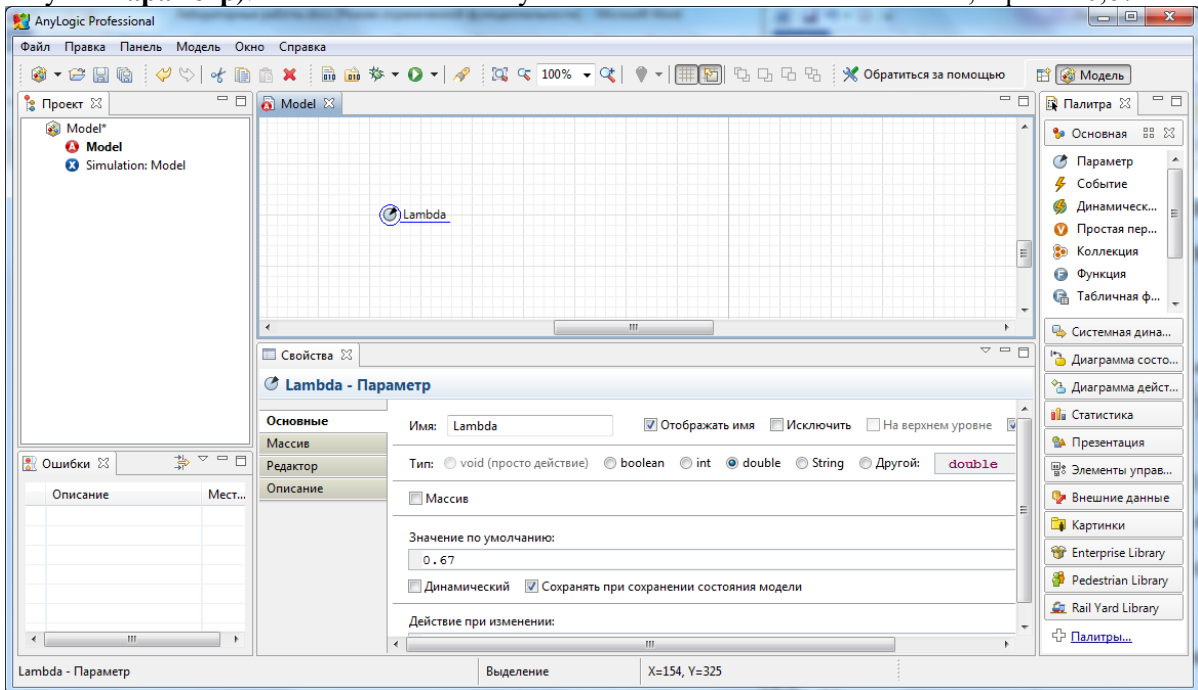 AnyLogic Professional
Файл Правка Панель Модель Окно Справка
100% Обратиться за помощью Модель
Проект
Model*
Model
Simulation: Model
Model
Lambda
Палитра
Основная
Параметр
Событие
Динамическ...
Простая пер...
Коллекция
Функция
Табличная ф...
Системная дина...
Диаграмма состо...
Диаграмма дейст...
Статистика
Презентация
Элементы управ...
Внешние данные
Картинки
Enterprise Library
Pedestrian Library
Rail Yard Library
Палитры...
Ошибки
Описание Мест...
Свойства
Lambda - Параметр
Основные
Массив
Редактор
Описание
Имя: Lambda Отображать имя Исключить На верхнем уровне
Тип: void (просто действие) boolean int double String Другой: double
Массив
Значение по умолчанию:
0.67
Динамический Сохранять при сохранении состояния модели
Действие при изменении:
Lambda - Параметр Выделение X=154, Y=325